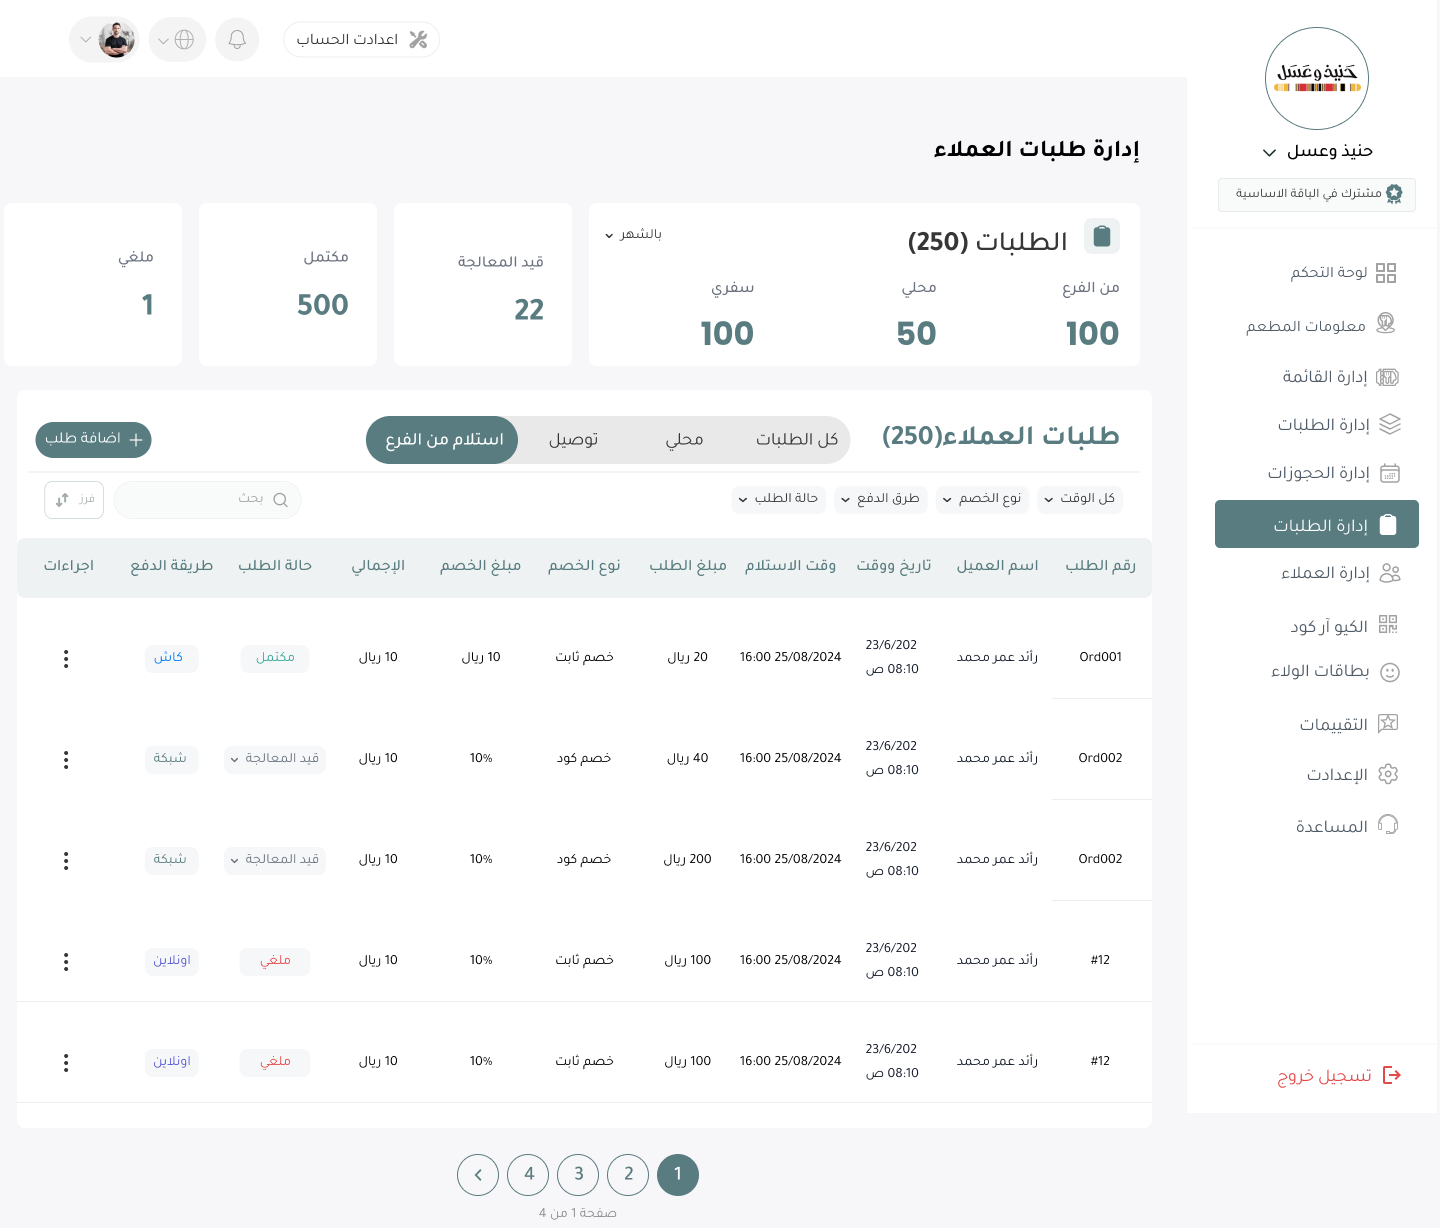 اعدادت الحساب
حَنيذ وعَسَل
حنيذ وعسل
مشترك في الباقة الاساسية
لوحة التحكم
معلومات المطعم
إدارة القائمة
إدارة الطلبات
إدارة الحجوزات
إدارة الطلبات
إدارة العملاء
الكيو آر كود
بطاقات الولاء
التقييمات
الإعدادت
المساعدة
تسجيل خروج
إدارة طلبات العملاء
الطلبات (250)
بالشهر
من الفرع
محلي
سفري
100
50
100
قيد المعالجة
22
مكتمل
500
ملغي
1
طلبات العملاء(250)
كل الطلبات
محلي
توصيل
استلام من الفرع
اضافة طلب
كل الوقت
نوع الخصم
طرق الدفع
حالة الطلب
بحث
فرز
رقم الطلب اسم العميل تاريخ ووقت وقت الاستلام مبلغ الطلب نوع الخصم مبلغ الخصم الإجمالي حالة الطلب طريقة الدفع اجراءات
Ord001 رأئد عمر محمد 23/6/202 08:10 ص 25/08/2024 16:00 20 ريال خصم ثابت 10 ريال 10 ريال مكتمل كاش
Ord002 رأئد عمر محمد 23/6/202 08:10 ص 25/08/2024 16:00 40 ريال خصم كود 10% 10 ريال قيد المعالجة شبكة
Ord002 رأئد عمر محمد 23/6/202 08:10 ص 25/08/2024 16:00 200 ريال خصم كود 10% 10 ريال قيد المعالجة شبكة
#12 رأئد عمر محمد 23/6/202 08:10 ص 25/08/2024 16:00 100 ريال خصم ثابت 10% 10 ريال ملغي اونلاين
#12 رأئد عمر محمد 23/6/202 08:10 ص 25/08/2024 16:00 100 ريال خصم ثابت 10% 10 ريال ملغي اونلاين
1 2 3 4
صفحة 1 من 4